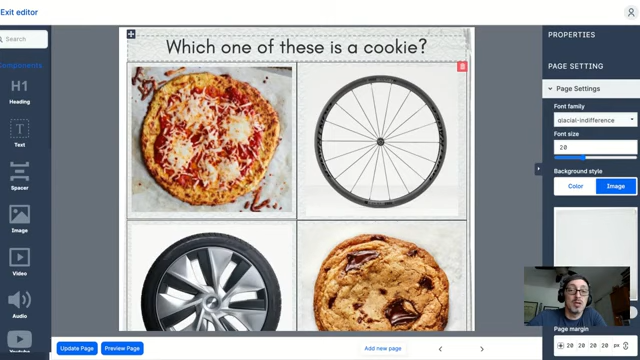 Exit editor
Search
Components
H1
Heading
Text
Spacer
Image
Video
Audio
Youtube
Which one of these is a cookie?
Update Page
Preview Page
Add new page
PROPERTIES
PAGE SETTING
Page Settings
Font family
glacial-indifference
Font size
20
Background style
Color
Image
Page margin
20 20 20 20 px